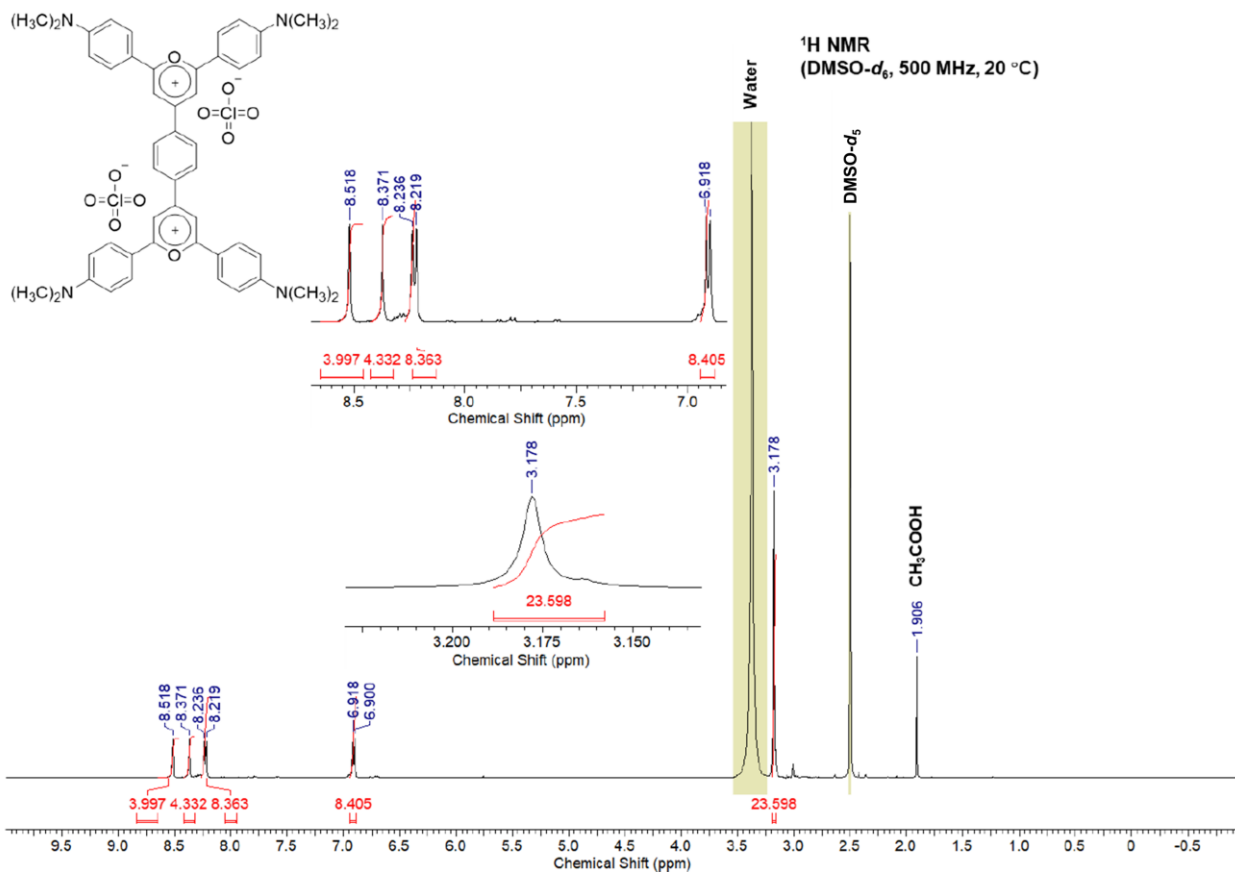 (H₃C)₂N
N(CH₃)₂
O
+
O⁻
O=Cl=O
O
O⁻
O=Cl=O
O
+
O
(H₃C)₂N
N(CH₃)₂
¹H NMR
(DMSO-d₆, 500 MHz, 20 °C)
Water
DMSO-d₅
CH₃COOH
8.518
8.371
8.236
8.219
6.918
3.997 4.332 8.363 8.405
8.5 8.0 7.5 7.0
Chemical Shift (ppm)
3.178
23.598
3.200 3.175 3.150
Chemical Shift (ppm)
8.518
8.371
8.236
8.219
6.918
6.900
3.178
1.906
3.997 4.332 8.363 8.405 23.598
9.5 9.0 8.5 8.0 7.5 7.0 6.5 6.0 5.5 5.0 4.5 4.0 3.5 3.0 2.5 2.0 1.5 1.0 0.5 0 -0.5
Chemical Shift (ppm)